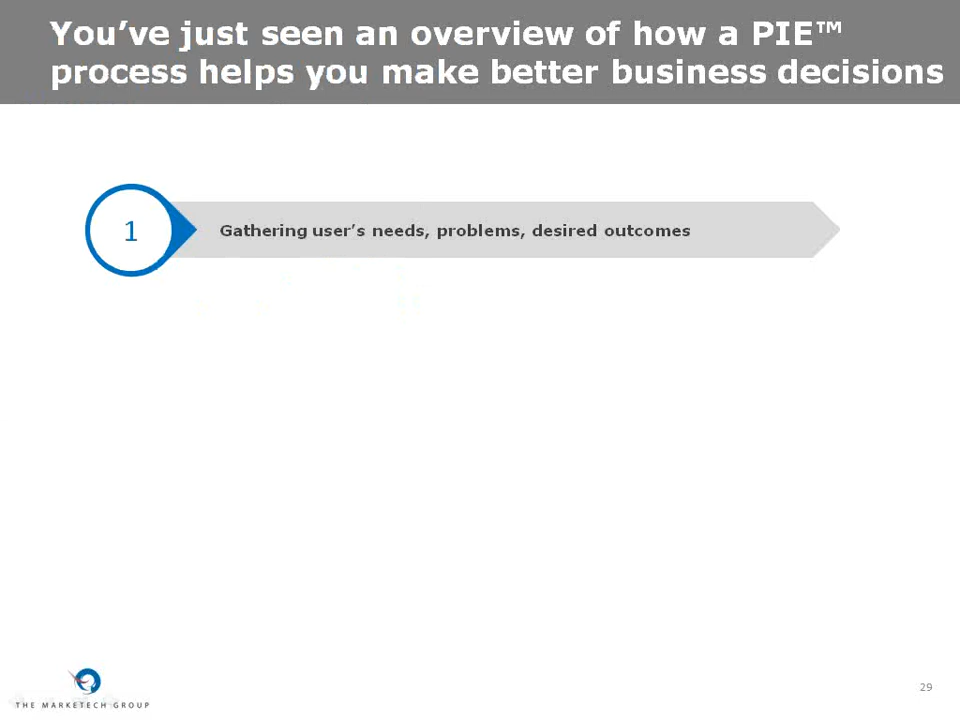 You’ve just seen an overview of how a PIE™
process helps you make better business decisions
1
Gathering user’s needs, problems, desired outcomes
THE MARKETECH GROUP
29